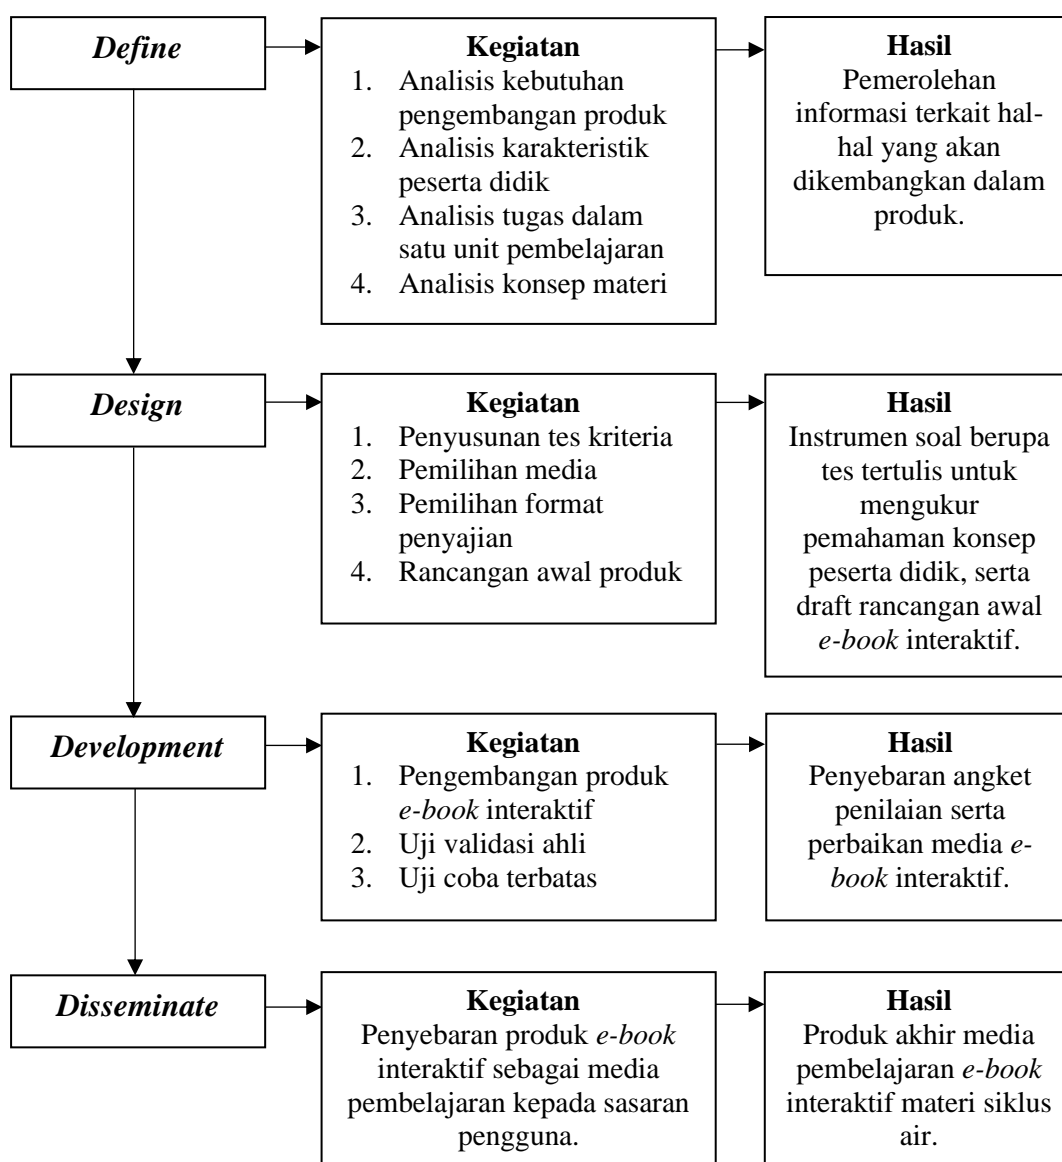 Define
Kegiatan
1. Analisis kebutuhan
pengembangan produk
2. Analisis karakteristik
peserta didik
3. Analisis tugas dalam
satu unit pembelajaran
4. Analisis konsep materi
Hasil
Pemerolehan
informasi terkait hal-
hal yang akan
dikembangkan dalam
produk.
Design
Kegiatan
1. Penyusunan tes kriteria
2. Pemilihan media
3. Pemilihan format
penyajian
4. Rancangan awal produk
Hasil
Instrumen soal berupa
tes tertulis untuk
mengukur
pemahaman konsep
peserta didik, serta
draft rancangan awal
e-book interaktif.
Development
Kegiatan
1. Pengembangan produk
e-book interaktif
2. Uji validasi ahli
3. Uji coba terbatas
Hasil
Penyebaran angket
penilaian serta
perbaikan media e-
book interaktif.
Disseminate
Kegiatan
Penyebaran produk e-book
interaktif sebagai media
pembelajaran kepada sasaran
pengguna.
Hasil
Produk akhir media
pembelajaran e-book
interaktif materi siklus
air.